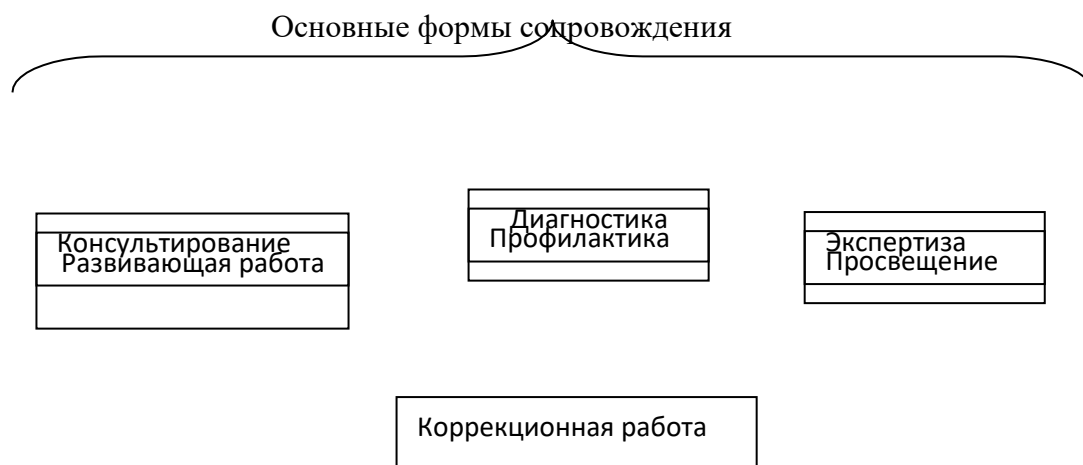 Основные формы сопровождения
Консультирование
Развивающая работа
Диагностика
Профилактика
Экспертиза
Просвещение
Коррекционная работа